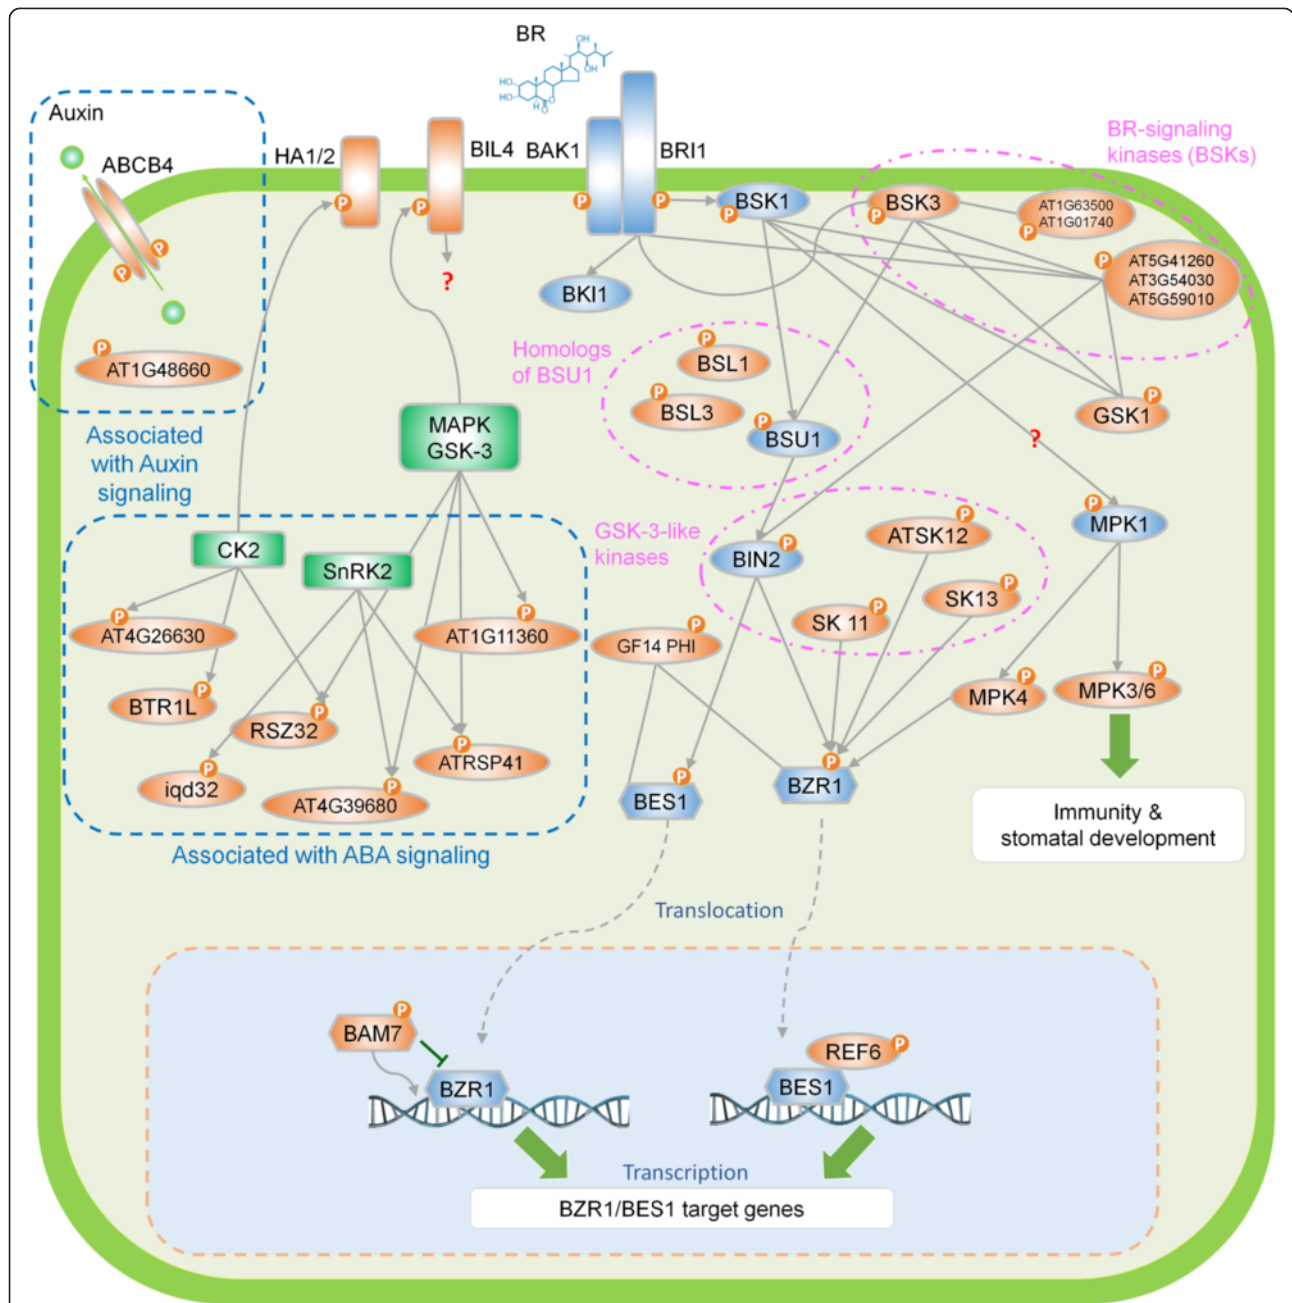 BR
OH
OH
HO
HO
H
O
O
Auxin
ABCB4
HA1/2
BIL4
BAK1
BRI1
BR-signaling
kinases (BSKs)
P
P
P
P
BSK1
P
BSK3
P
AT1G63500
AT1G01740
P
P
P
P
AT5G41260
AT3G54030
AT5G59010
?
BKI1
P
AT1G48660
Homologs
of BSU1
P
BSL1
P
BSL3
P
BSU1
P
GSK1
MAPK
GSK-3
?
Associated
with Auxin
signaling
GSK-3-like
kinases
P
ATSK12
P
MPK1
CK2
SnRK2
BIN2
P
SK13
P
P
AT4G26630
P
AT1G11360
SK 11
P
GF14 PHI
P
BTR1L
P
RSZ32
P
MPK4
P
MPK3/6
P
P
ATRSP41
iqd32
P
AT4G39680
P
BES1
P
BZR1
P
Immunity &
stomatal development
Associated with ABA signaling
Translocation
BAM7
P
REF6
P
BZR1
BES1
Transcription
BZR1/BES1 target genes